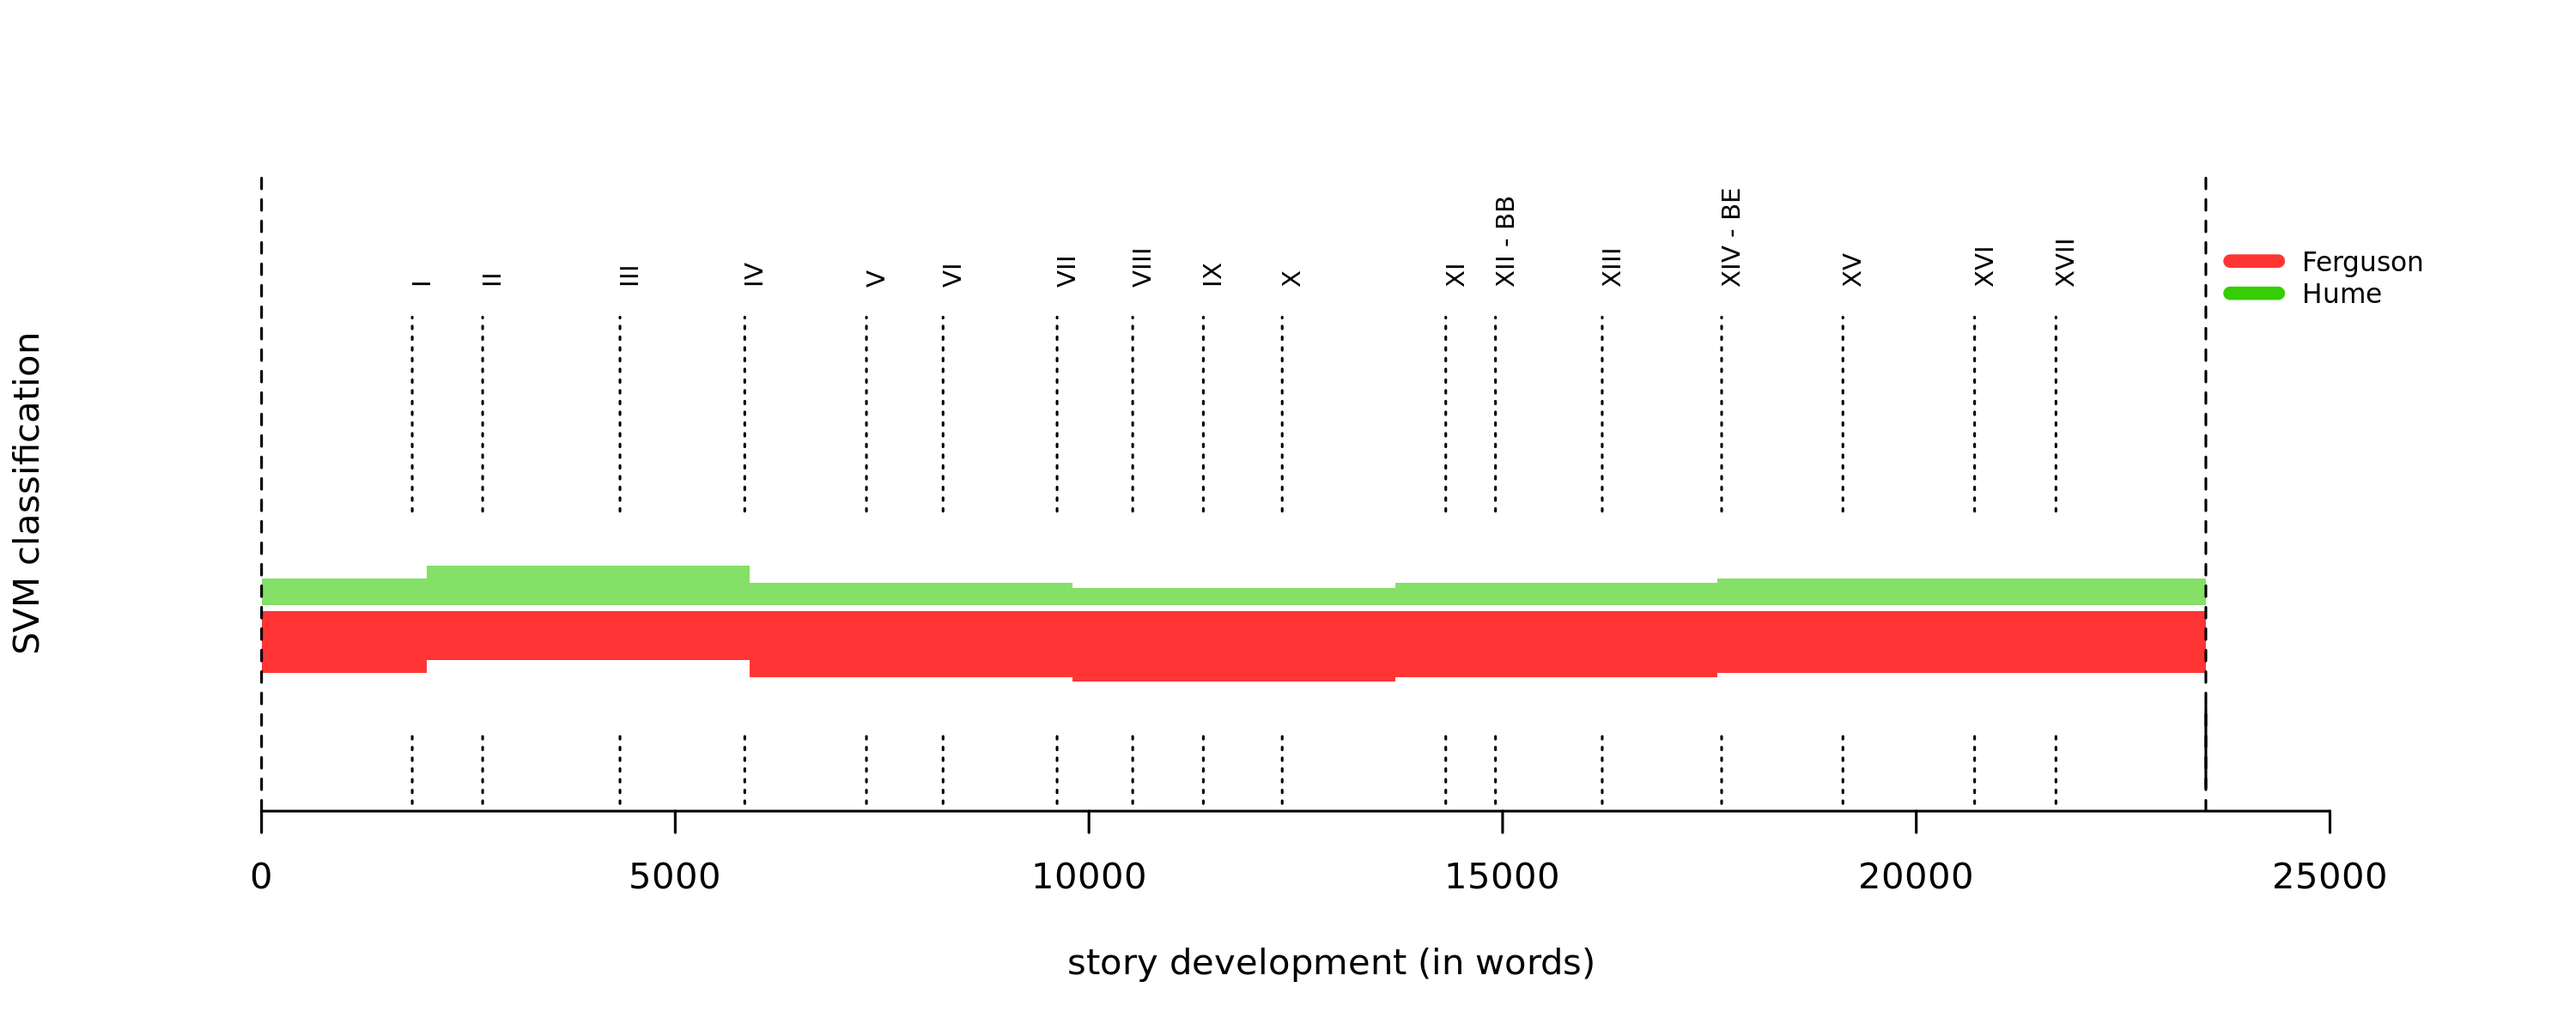 I
II
III
IV
V
VI
VII
VIII
IX
X
XI
XII - BB
XIII
XIV - BE
XV
XVI
XVII
Ferguson
Hume
SVM classification
0
5000
10000
15000
20000
25000
story development (in words)